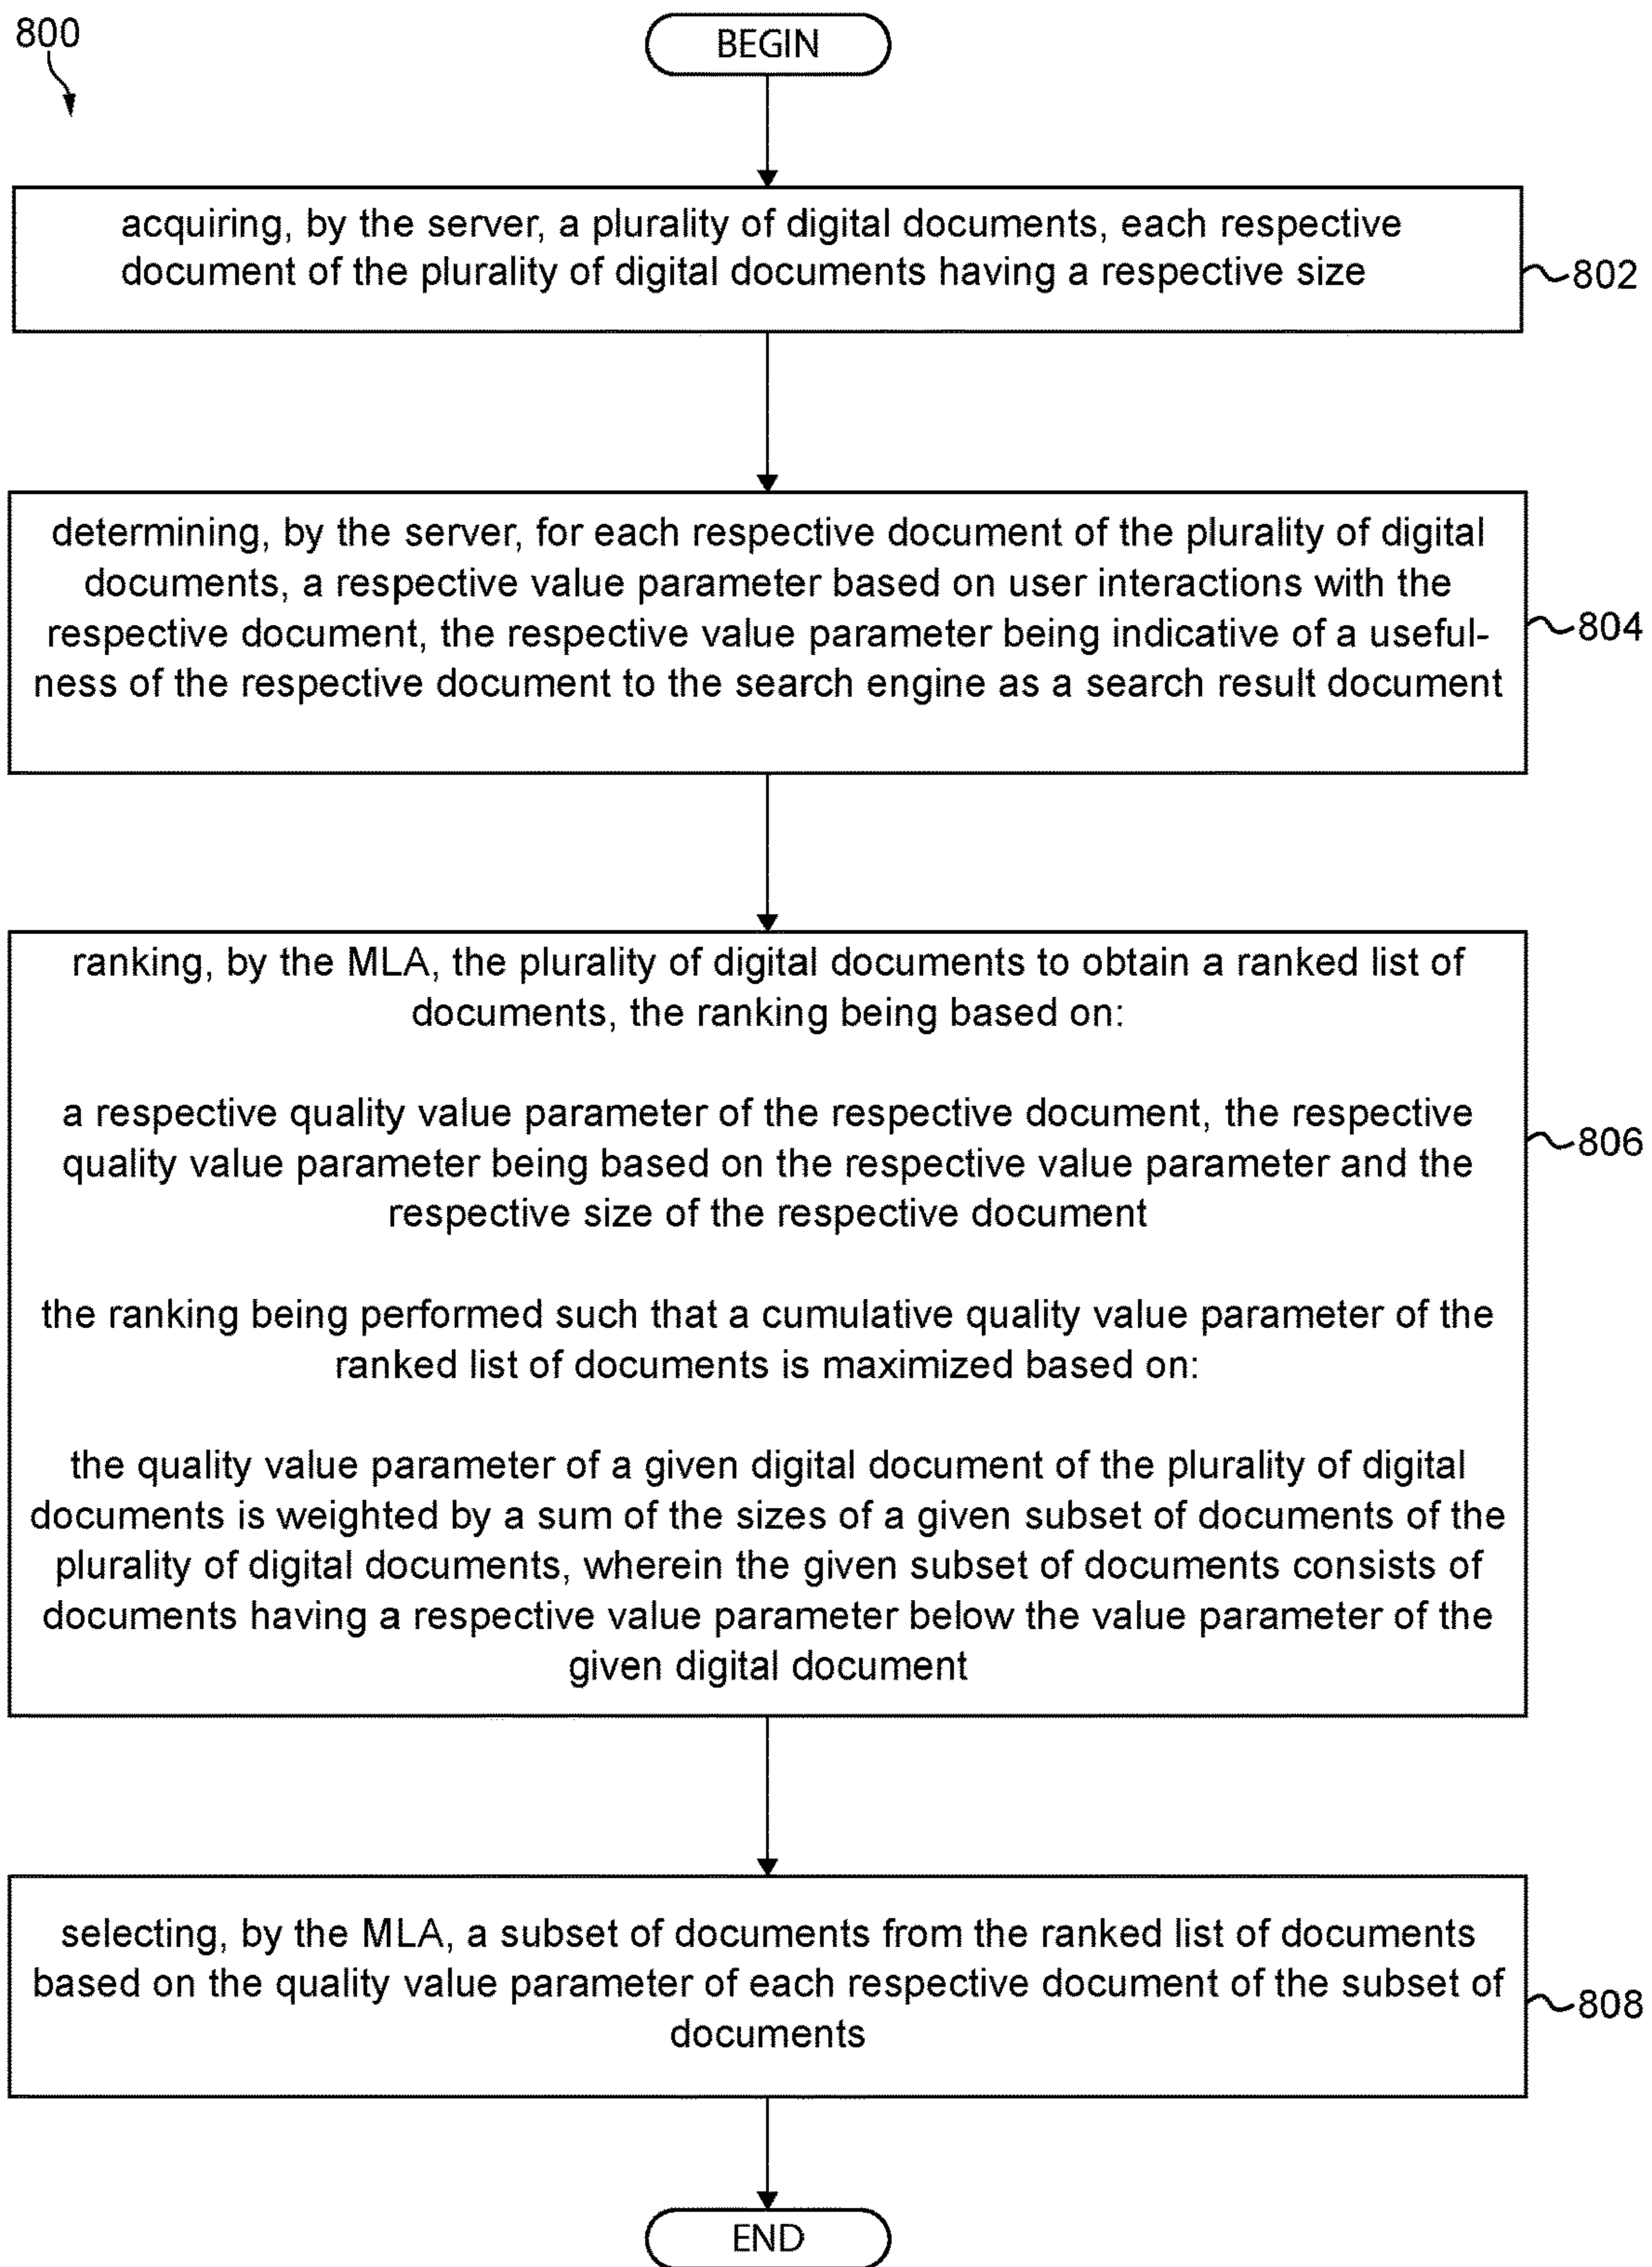 800
BEGIN
acquiring, by the server, a plurality of digital documents, each respective
document of the plurality of digital documents having a respective size
802
determining, by the server, for each respective document of the plurality of digital
documents, a respective value parameter based on user interactions with the
respective document, the respective value parameter being indicative of a useful-
ness of the respective document to the search engine as a search result document
804
ranking, by the MLA, the plurality of digital documents to obtain a ranked list of
documents, the ranking being based on:
a respective quality value parameter of the respective document, the respective
quality value parameter being based on the respective value parameter and the
respective size of the respective document
the ranking being performed such that a cumulative quality value parameter of the
ranked list of documents is maximized based on:
the quality value parameter of a given digital document of the plurality of digital
documents is weighted by a sum of the sizes of a given subset of documents of the
plurality of digital documents, wherein the given subset of documents consists of
documents having a respective value parameter below the value parameter of the
given digital document
806
selecting, by the MLA, a subset of documents from the ranked list of documents
based on the quality value parameter of each respective document of the subset of
documents
808
END